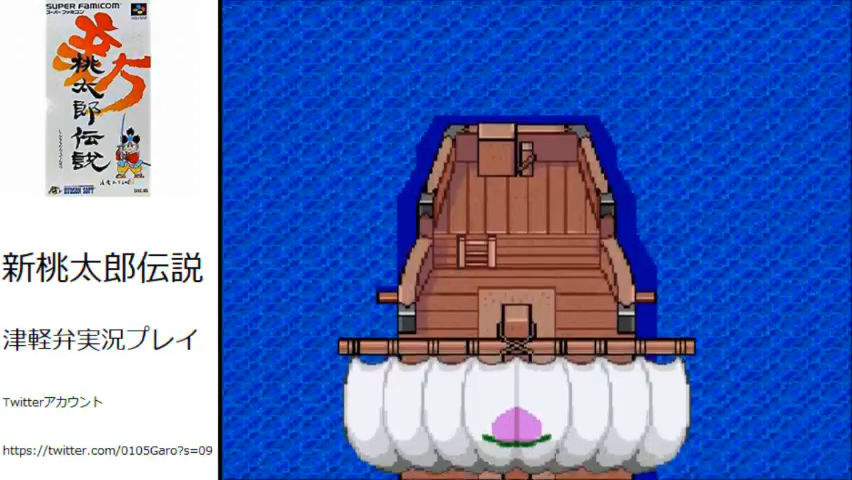 SUPER FAMICOM
スーパーファミコン
新
桃太郎伝説
HUDSON SOFT
新桃太郎伝説
津軽弁実況プレイ
Twitterアカウント
https://twitter.com/0105Garo?s=09